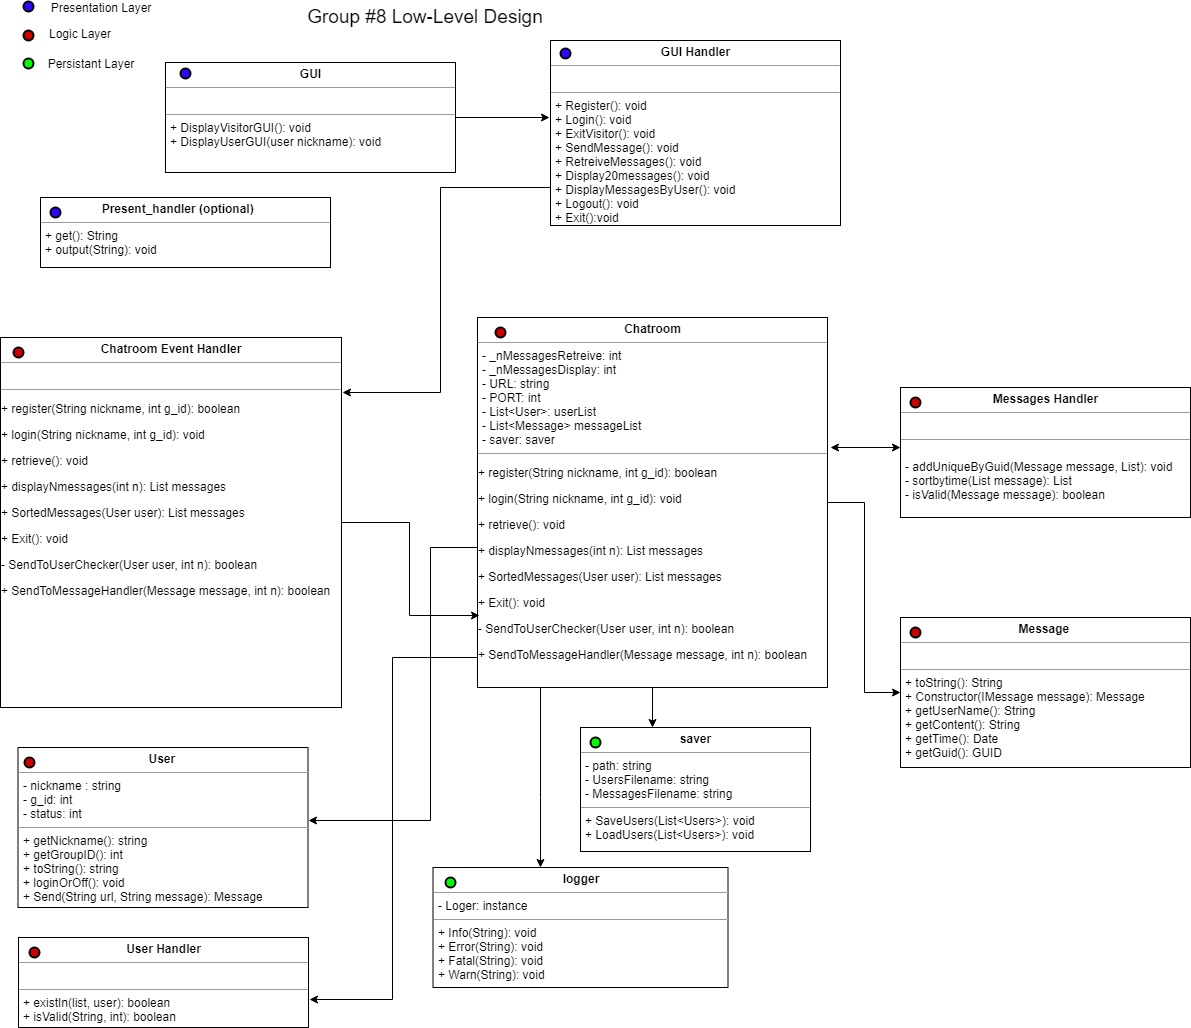 Group #8 Low-Level Design
Presentation Layer
Logic Layer
Persistant Layer
GUI
+ DisplayVisitorGUI(): void
+ DisplayUserGUI(user nickname): void
GUI Handler
+ Register(): void
+ Login(): void
+ ExitVisitor(): void
+ SendMessage(): void
+ RetreiveMessages(): void
+ Display20messages(): void
+ DisplayMessagesByUser(): void
+ Logout(): void
+ Exit():void
Present_handler (optional)
+ get(): String
+ output(String): void
Chatroom Event Handler
+ register(String nickname, int g_id): boolean
+ login(String nickname, int g_id): void
+ retrieve(): void
+ displayNmessages(int n): List messages
+ SortedMessages(User user): List messages
+ Exit(): void
- SendToUserChecker(User user, int n): boolean
+ SendToMessageHandler(Message message, int n): boolean
Chatroom
- _nMessagesRetreive: int
- _nMessagesDisplay: int
- URL: string
- PORT: int
- List<User>: userList
- List<Message> messageList
- saver: saver
+ register(String nickname, int g_id): boolean
+ login(String nickname, int g_id): void
+ retrieve(): void
+ displayNmessages(int n): List messages
+ SortedMessages(User user): List messages
+ Exit(): void
- SendToUserChecker(User user, int n): boolean
+ SendToMessageHandler(Message message, int n): boolean
Messages Handler
- addUniqueByGuid(Message message, List): void
- sortbytime(List message): List
- isValid(Message message): boolean
Message
+ toString(): String
+ Constructor(IMessage message): Message
+ getUserName(): String
+ getContent(): String
+ getTime(): Date
+ getGuid(): GUID
User
- nickname : string
- g_id: int
- status: int
+ getNickname(): string
+ getGroupID(): int
+ toString(): string
+ loginOrOff(): void
+ Send(String url, String message): Message
saver
- path: string
- UsersFilename: string
- MessagesFilename: string
+ SaveUsers(List<Users>): void
+ LoadUsers(List<Users>): void
logger
- Loger: instance
+ Info(String): void
+ Error(String): void
+ Fatal(String): void
+ Warn(String): void
User Handler
+ existIn(list, user): boolean
+ isValid(String, int): boolean